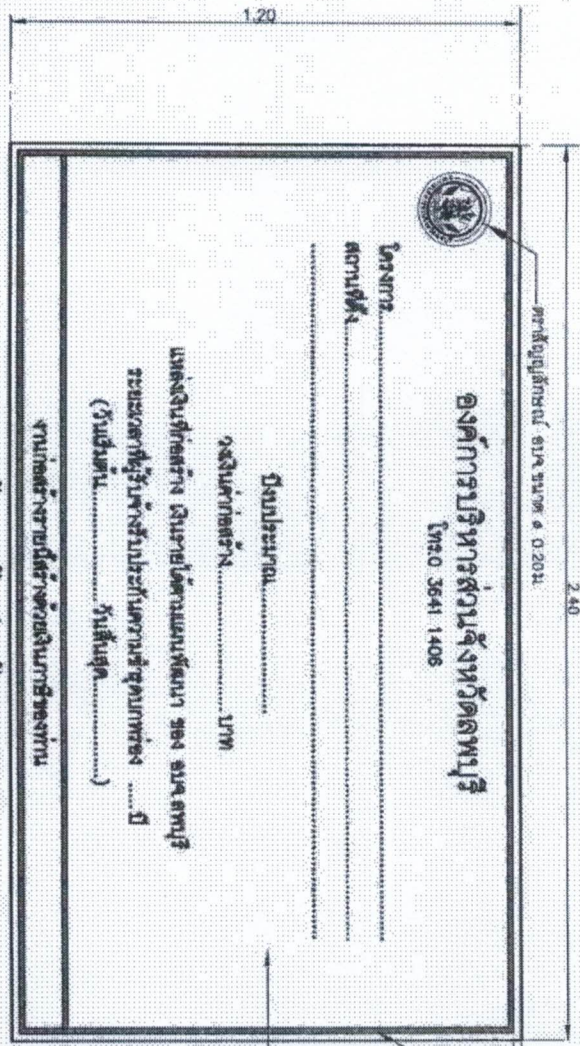 2.40
1.20
ตราสัญญลักษณ์ อบจ.ขนาด ø 0.20 ม.
องค์การบริหารส่วนจังหวัดลพบุรี
โทร.0 3641 1406
โครงการ
สถานที่ตั้ง
ปีงบประมาณ
วงเงินค่าก่อสร้าง บาท
แหล่งเงินที่ก่อสร้าง เงินรายได้ตามแผนพัฒนา ของ อบจ.ลพบุรี
ระยะเวลาที่ผู้รับจ้างรับประกันความชำรุดบกพร่อง ปี
(วันเริ่มต้น วันสิ้นสุด )
งานก่อสร้างรายนี้สร้างด้วยเงินภาษีของท่าน